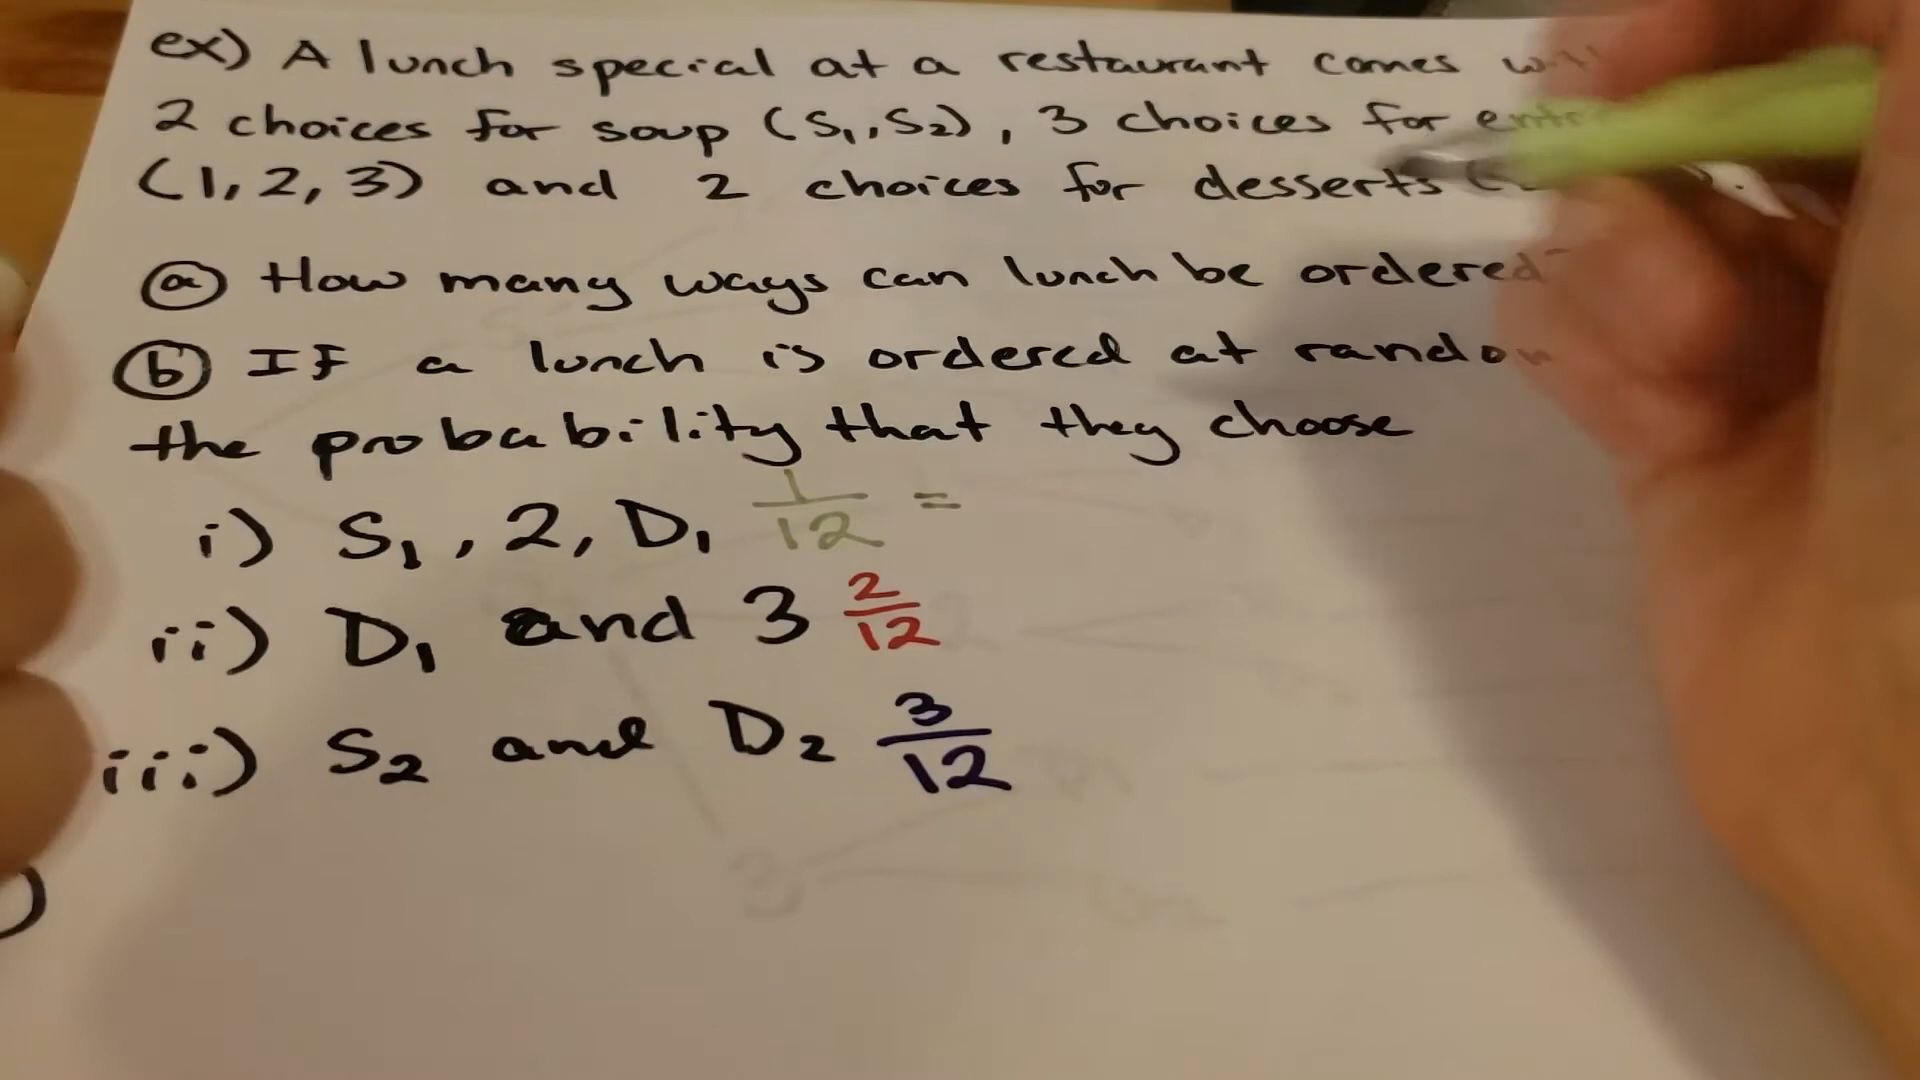 ex) A lunch special at a restaurant comes
2 choices for soup (S1, S2), 3 choices for
(1, 2, 3) and 2 choices for desserts
(a) How many ways can lunch be ordered
(b) If a lunch is ordered at random
the probability that they choose
i) S1, 2, D1 1/12 =
ii) D1 and 3 2/12
iii) S2 and D2 3/12